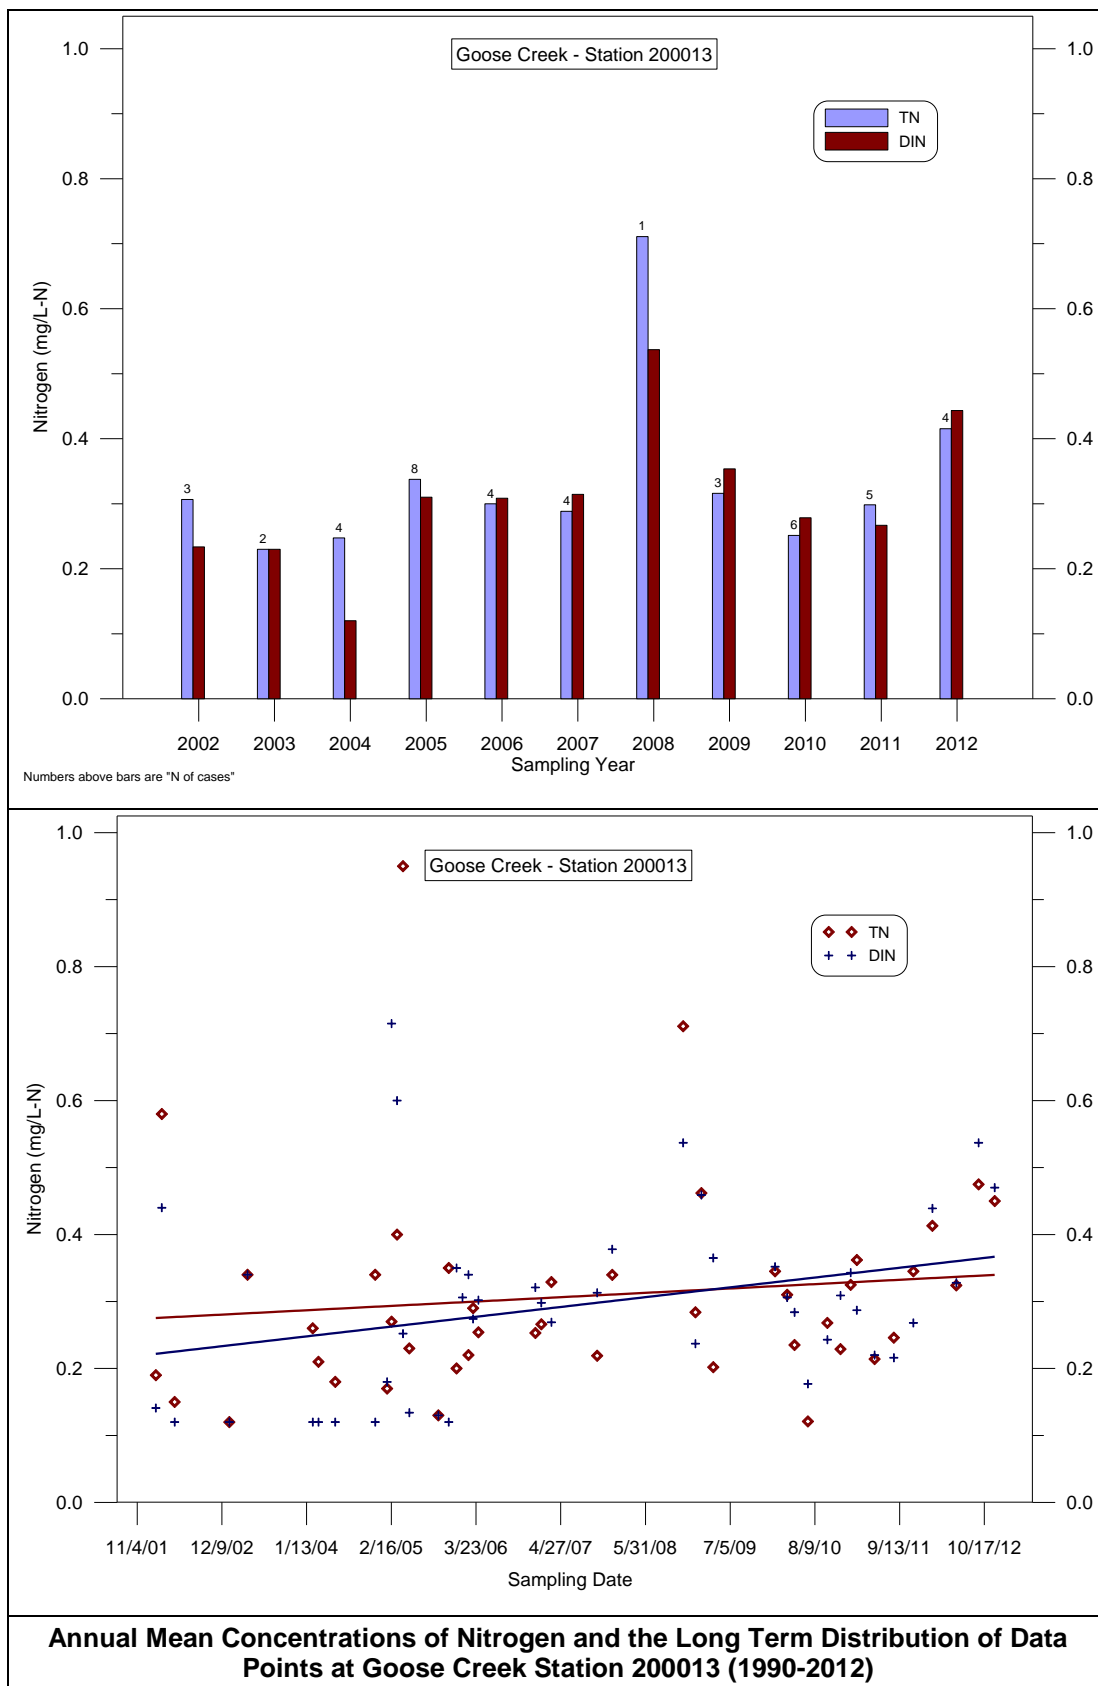 Goose Creek - Station 200013
TN
DIN
1.0
0.8
0.6
0.4
0.2
0.0
1.0
0.8
0.6
0.4
0.2
0.0
Nitrogen (mg/L-N)
3
2
4
8
4
4
1
3
6
5
4
2002 2003 2004 2005 2006 2007 2008 2009 2010 2011 2012
Sampling Year
Numbers above bars are "N of cases"
Goose Creek - Station 200013
TN
DIN
1.0
0.8
0.6
0.4
0.2
0.0
1.0
0.8
0.6
0.4
0.2
0.0
Nitrogen (mg/L-N)
11/4/01 12/9/02 1/13/04 2/16/05 3/23/06 4/27/07 5/31/08 7/5/09 8/9/10 9/13/11 10/17/12
Sampling Date
Annual Mean Concentrations of Nitrogen and the Long Term Distribution of Data
Points at Goose Creek Station 200013 (1990-2012)